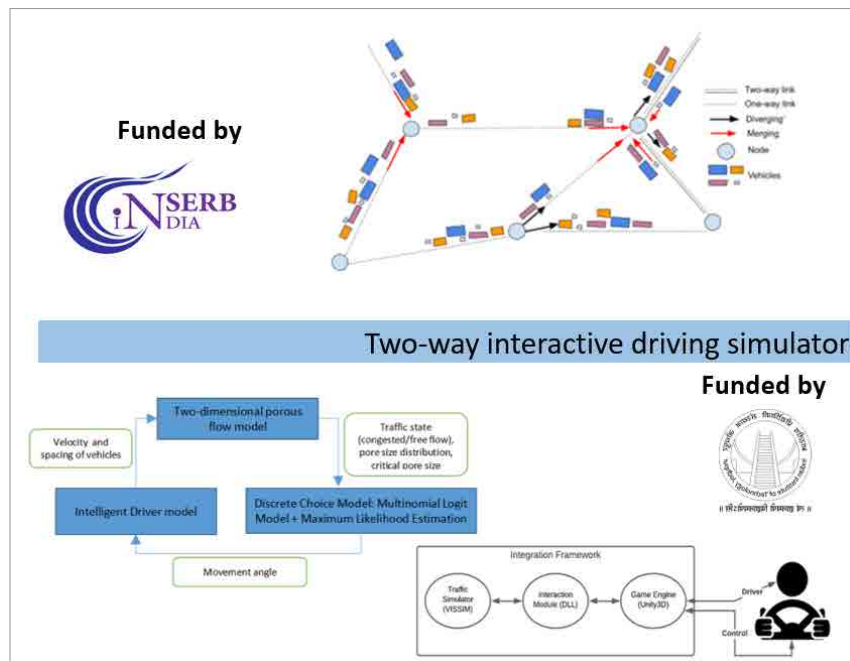 Funded by
iNSERB
DIA
Two-way link
One-way link
Diverging
Merging
Node
Vehicles
Two-way interactive driving simulator
Funded by
Two-dimensional porous
flow model
Velocity and
spacing of vehicles
Traffic state
(congested/free flow),
pore size distribution,
critical pore size
Intelligent Driver model
Discrete Choice Model: Multinomial Logit
Model + Maximum Likelihood Estimation
Movement angle
Integration Framework
Traffic
Simulator
(VISSIM)
Interaction
Module (DLL)
Game Engine
(Unity3D)
Driver
Control